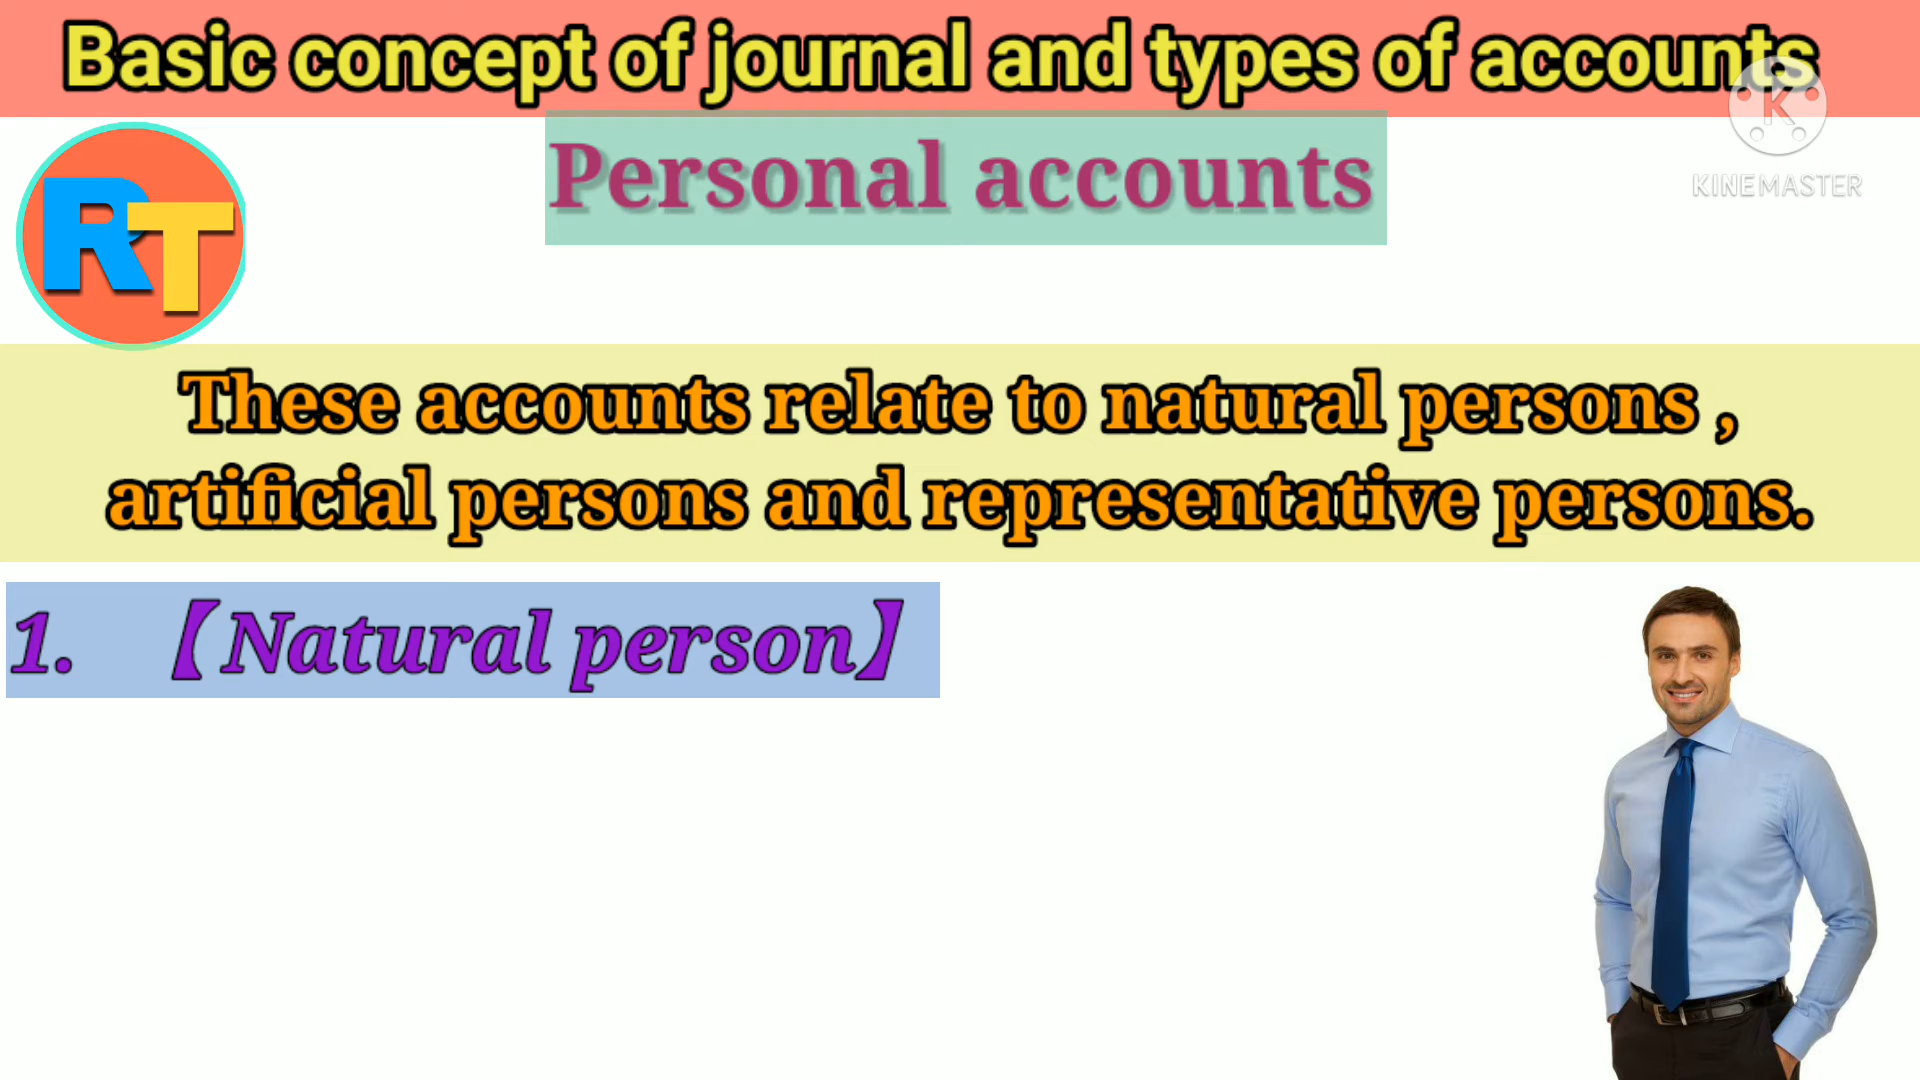 Basic concept of journal and types of accounts
K
KINEMASTER
Personal accounts
RT
These accounts relate to natural persons ,
artificial persons and representative persons.
1. 【Natural person】